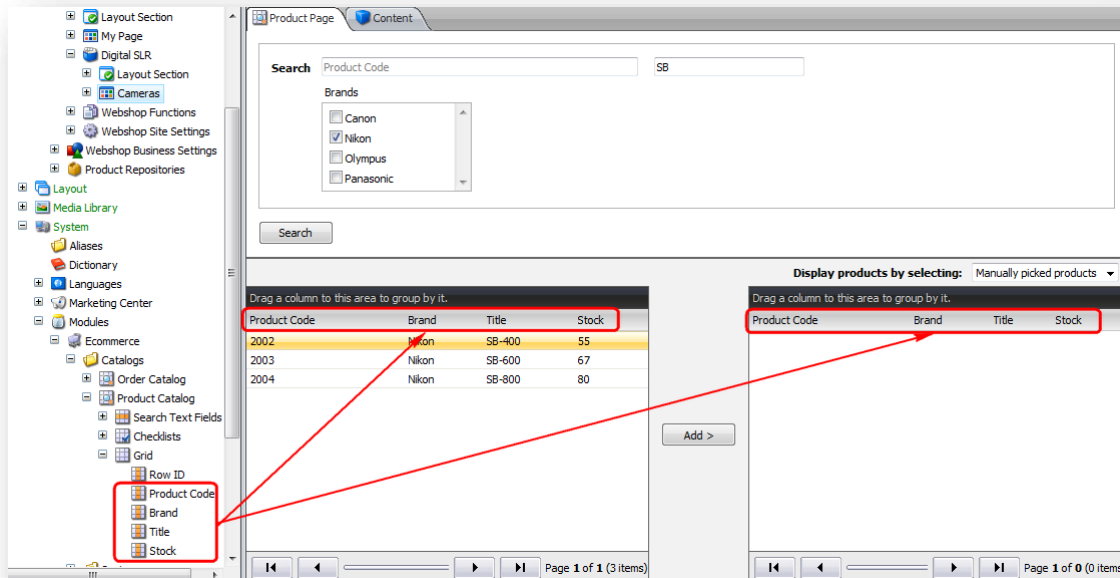 Layout Section
My Page
Digital SLR
Layout Section
Cameras
Webshop Functions
Webshop Site Settings
Webshop Business Settings
Product Repositories
Layout
Media Library
System
Aliases
Dictionary
Languages
Marketing Center
Modules
Ecommerce
Catalogs
Order Catalog
Product Catalog
Search Text Fields
Checklists
Grid
Row ID
Product Code
Brand
Title
Stock
Product Page Content
Search Product Code SB
Brands
Canon
Nikon
Olympus
Panasonic
Search
Display products by selecting: Manually picked products
Drag a column to this area to group by it.
Product Code Brand Title Stock
2002 Nikon SB-400 55
2003 Nikon SB-600 67
2004 Nikon SB-800 80
Page 1 of 1 (3 items)
Add >
Drag a column to this area to group by it.
Product Code Brand Title Stock
Page 1 of 0 (0 items